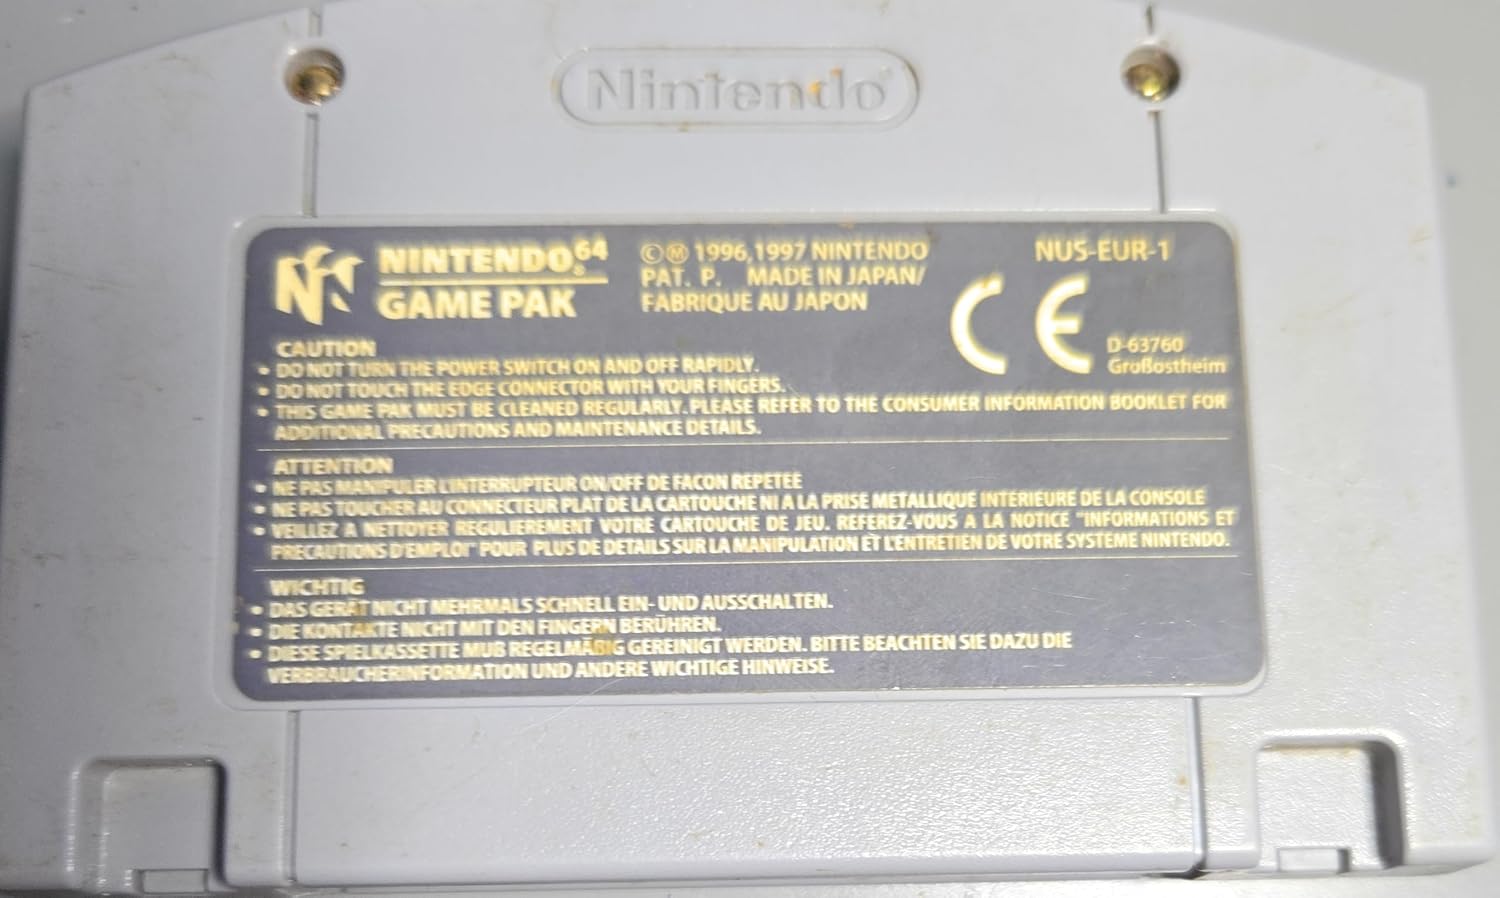 Nintendo
NINTENDO64
®
GAME PAK
©Ⓜ 1996,1997 NINTENDO
PAT. P. MADE IN JAPAN/
FABRIQUE AU JAPON
NUS-EUR-1
CE
D-63760
Großostheim
CAUTION
• DO NOT TURN THE POWER SWITCH ON AND OFF RAPIDLY.
• DO NOT TOUCH THE EDGE CONNECTOR WITH YOUR FINGERS.
• THIS GAME PAK MUST BE CLEANED REGULARLY. PLEASE REFER TO THE CONSUMER INFORMATION BOOKLET FOR
ADDITIONAL PRECAUTIONS AND MAINTENANCE DETAILS.
ATTENTION
• NE PAS MANIPULER L'INTERRUPTEUR ON/OFF DE FACON REPETEE
• NE PAS TOUCHER AU CONNECTEUR PLAT DE LA CARTOUCHE NI A LA PRISE METALLIQUE INTERIEURE DE LA CONSOLE
• VEILLEZ A NETTOYER REGULIEREMENT VOTRE CARTOUCHE DE JEU. REFEREZ-VOUS A LA NOTICE "INFORMATIONS ET
PRECAUTIONS D'EMPLOI" POUR PLUS DE DETAILS SUR LA MANIPULATION ET L'ENTRETIEN DE VOTRE SYSTEME NINTENDO.
WICHTIG
• DAS GERÄT NICHT MEHRMALS SCHNELL EIN- UND AUSSCHALTEN.
• DIE KONTAKTE NICHT MIT DEN FINGERN BERÜHREN.
• DIESE SPIELKASSETTE MUß REGELMÄßIG GEREINIGT WERDEN. BITTE BEACHTEN SIE DAZU DIE
VERBRAUCHERINFORMATION UND ANDERE WICHTIGE HINWEISE.